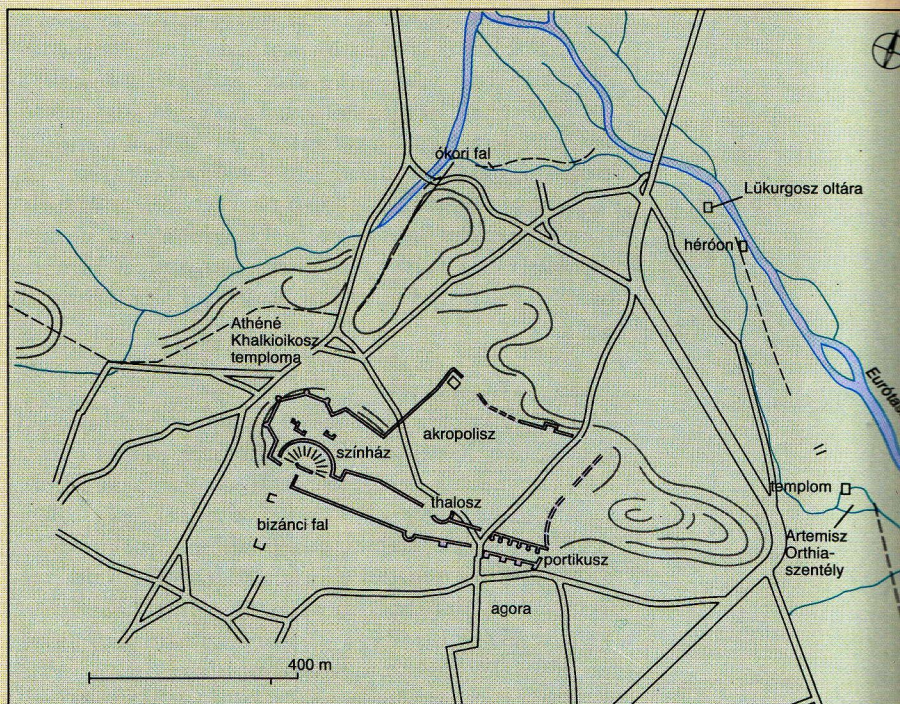 ókori fal
Lükurgosz oltára
héróon
Athéné
Khalkioikosz
temploma
Eurótas
akropolisz
színház
templom
thalosz
bizánci fal
Artemisz
Orthia-
szentély
portikusz
agora
400 m